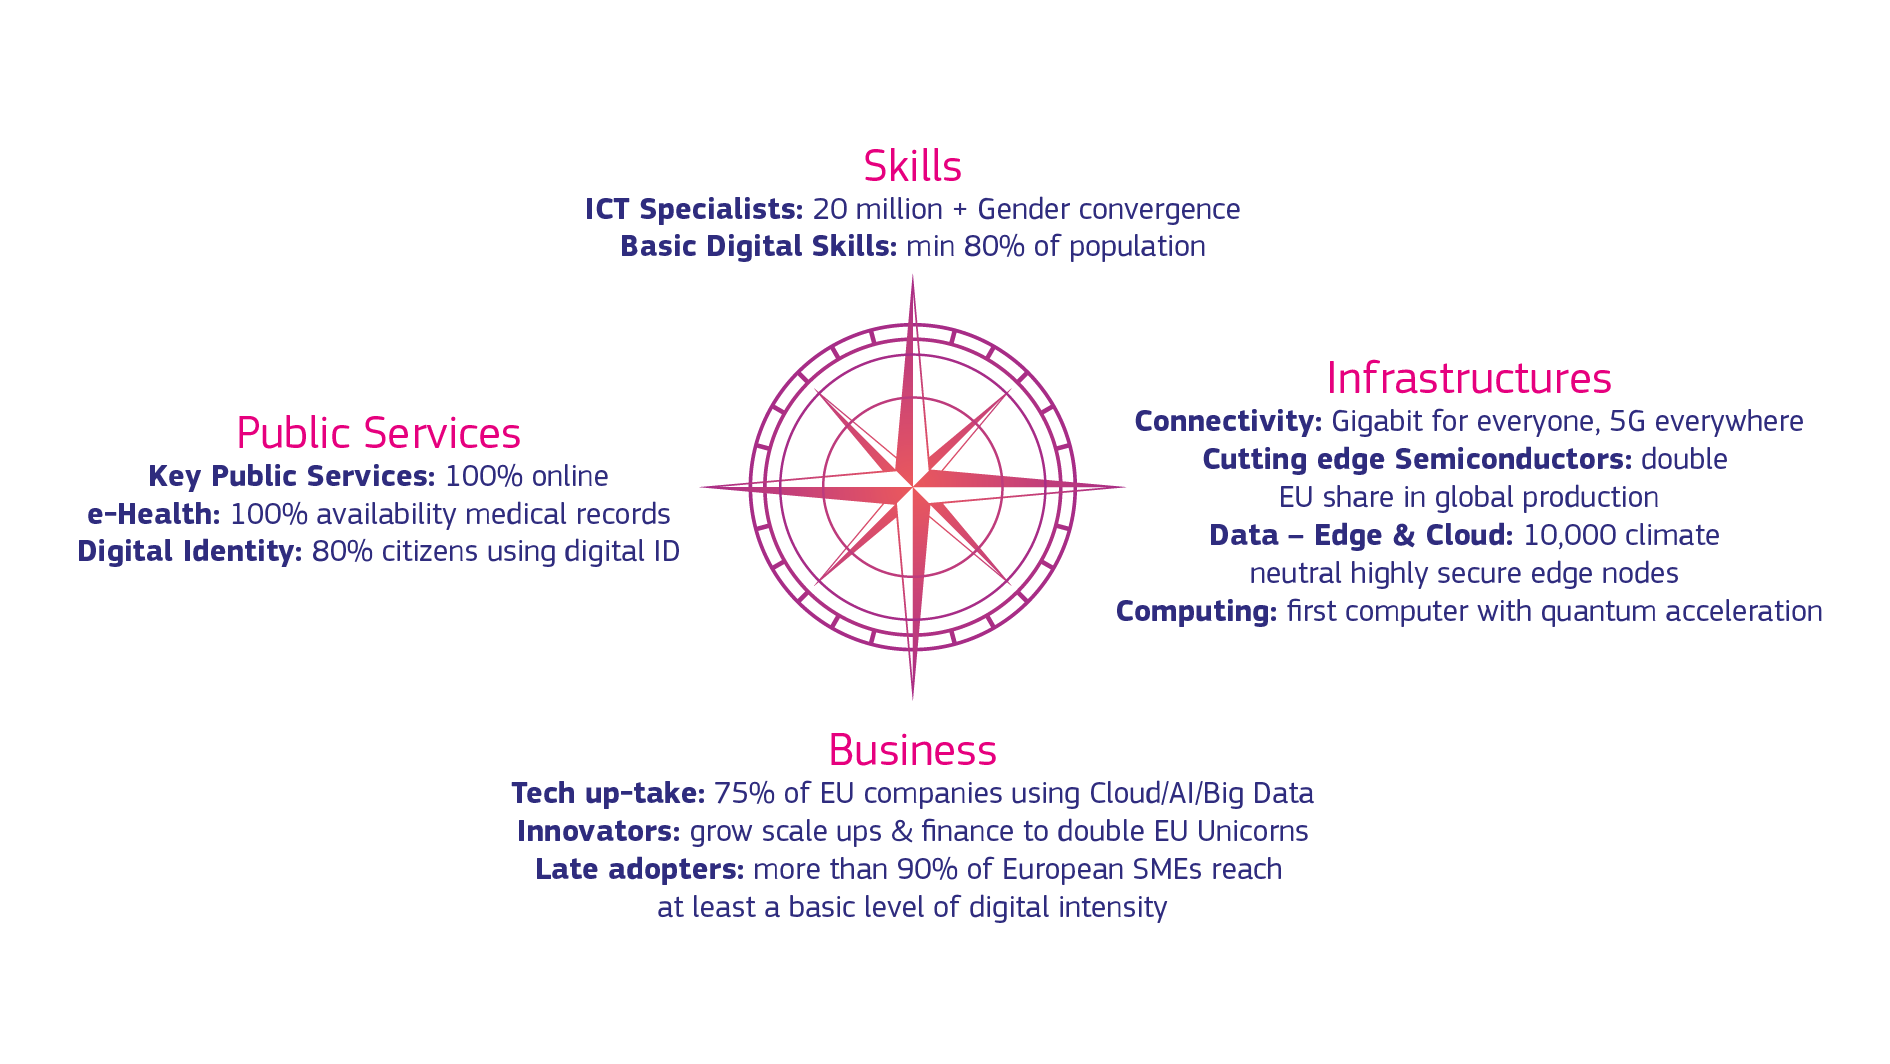 Skills
ICT Specialists: 20 million + Gender convergence
Basic Digital Skills: min 80% of population
Public Services
Key Public Services: 100% online
e-Health: 100% availability medical records
Digital Identity: 80% citizens using digital ID
Infrastructures
Connectivity: Gigabit for everyone, 5G everywhere
Cutting edge Semiconductors: double
EU share in global production
Data – Edge & Cloud: 10,000 climate
neutral highly secure edge nodes
Computing: first computer with quantum acceleration
Business
Tech up-take: 75% of EU companies using Cloud/AI/Big Data
Innovators: grow scale ups & finance to double EU Unicorns
Late adopters: more than 90% of European SMEs reach
at least a basic level of digital intensity